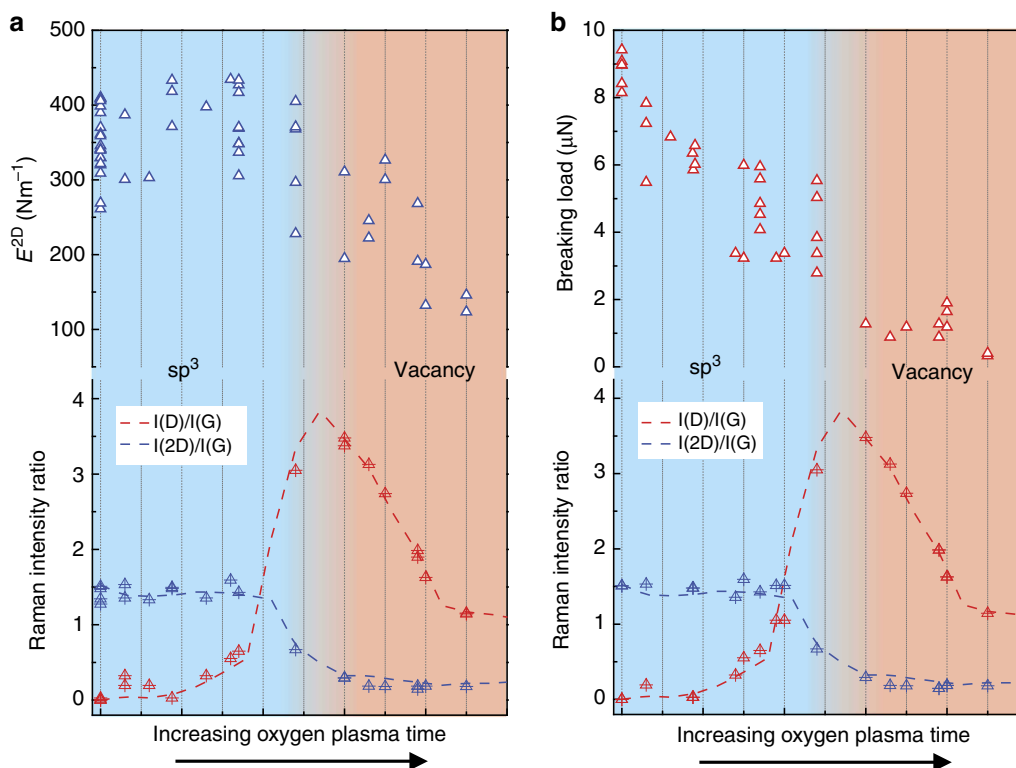 a
500
400
300
200
100
E²ᴰ (Nm⁻¹)
sp³
Vacancy
4
3
2
1
0
Raman intensity ratio
I(D)/I(G)
I(2D)/I(G)
Increasing oxygen plasma time
b
10
8
6
4
2
0
Breaking load (μN)
sp³
Vacancy
4
3
2
1
0
Raman intensity ratio
I(D)/I(G)
I(2D)/I(G)
Increasing oxygen plasma time